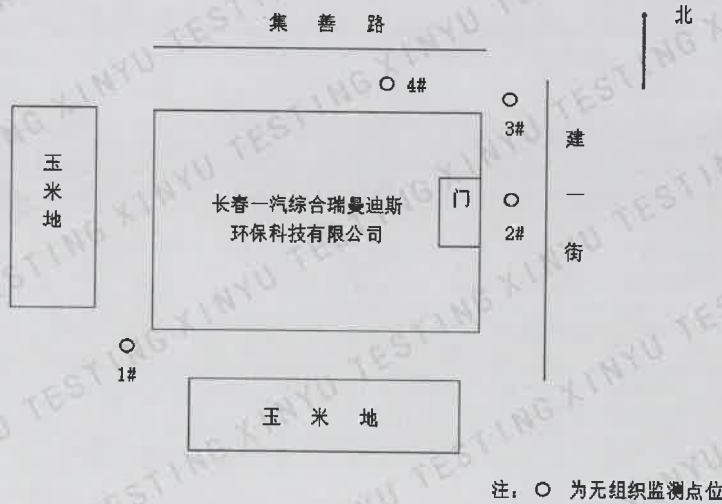 集 善 路
北
4#
3#
建一街
玉米地
长春一汽综合瑞曼迪斯
环保科技有限公司
门
2#
1#
玉 米 地
注：○ 为无组织监测点位
XINYU TESTING